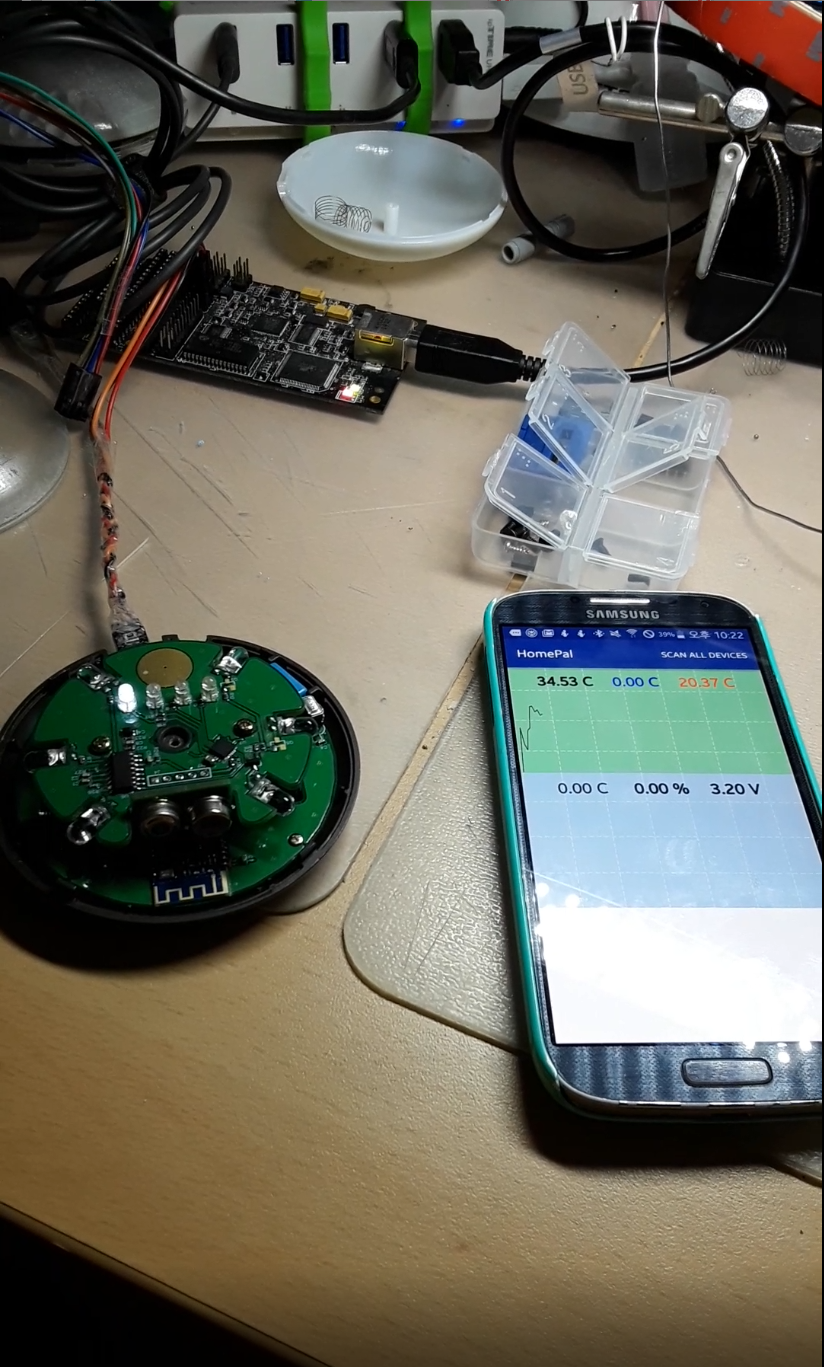 USB
SAMSUNG
39% 오후 10:22
HomePal SCAN ALL DEVICES
34.53 C 0.00 C 20.37 C
0.00 C 0.00 % 3.20 V